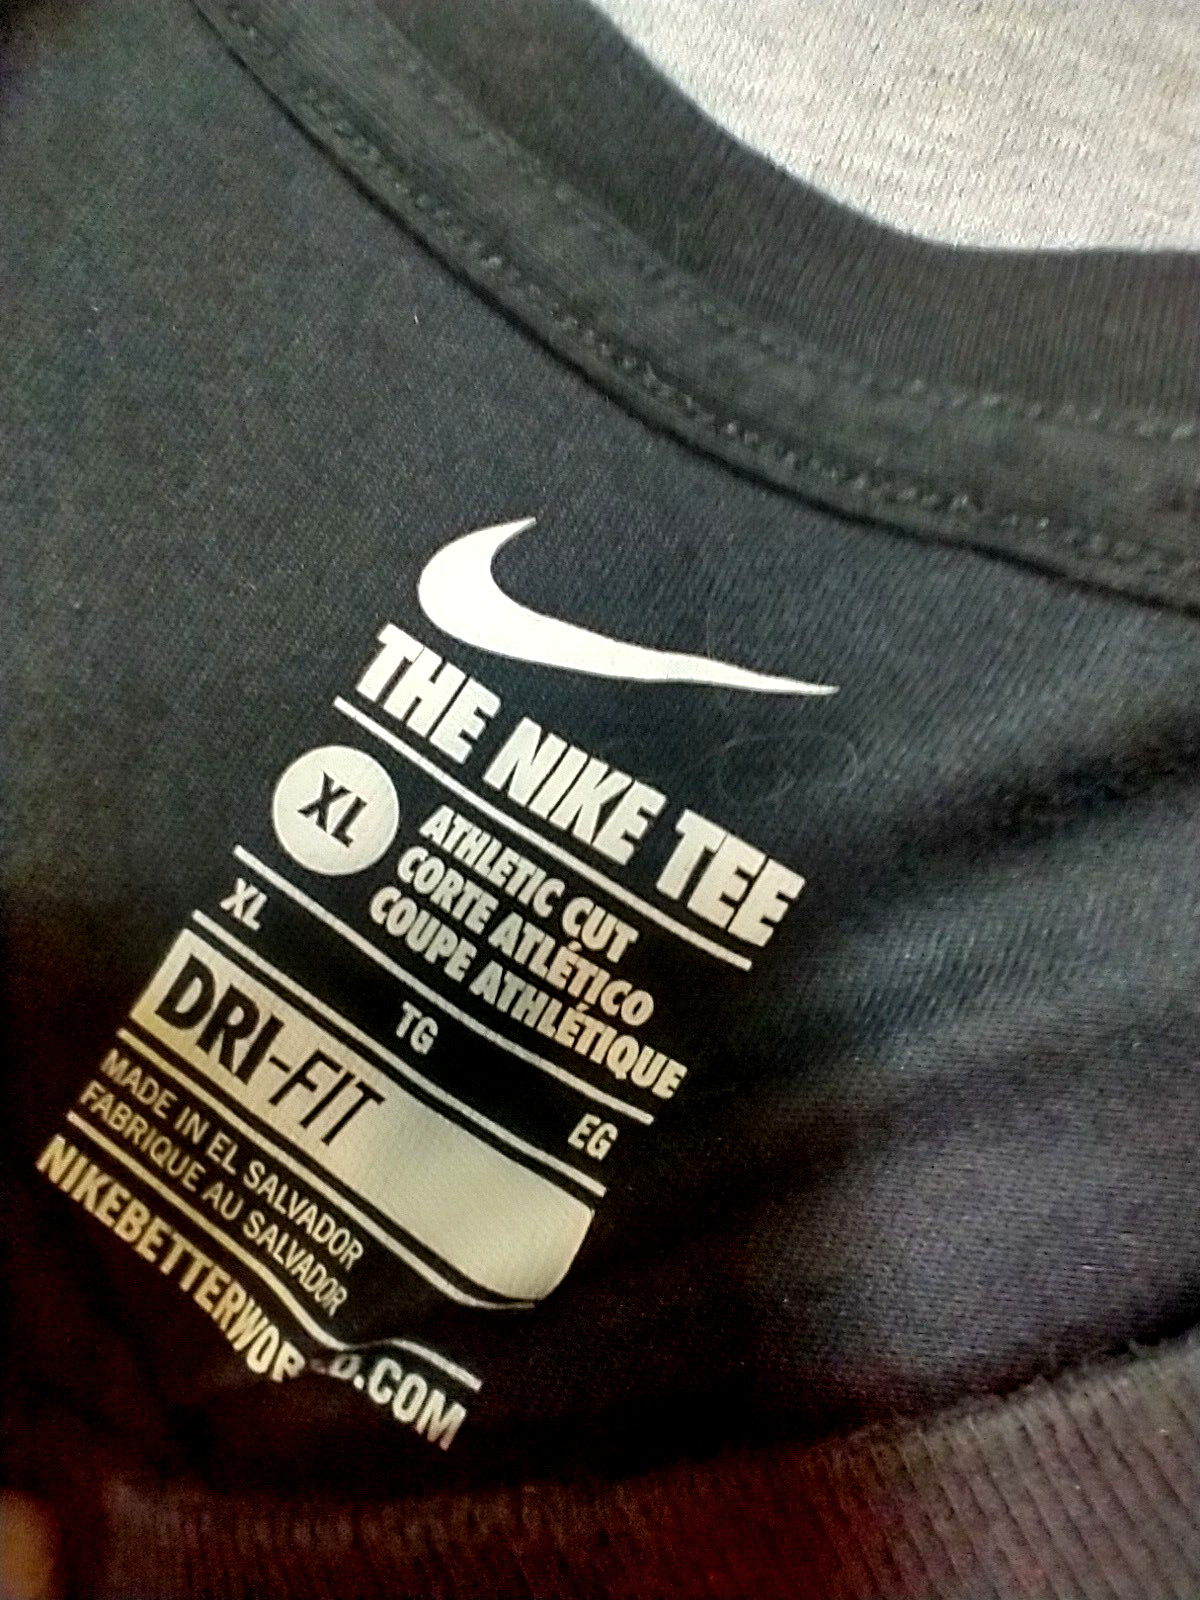 THE NIKE TEE
XL
ATHLETIC CUT
CORTE ATLÉTICO
COUPE ATHLÉTIQUE
XL TG EG
DRI-FIT
MADE IN EL SALVADOR
FABRIQUE AU SALVADOR
NIKEBETTERWORLD.COM